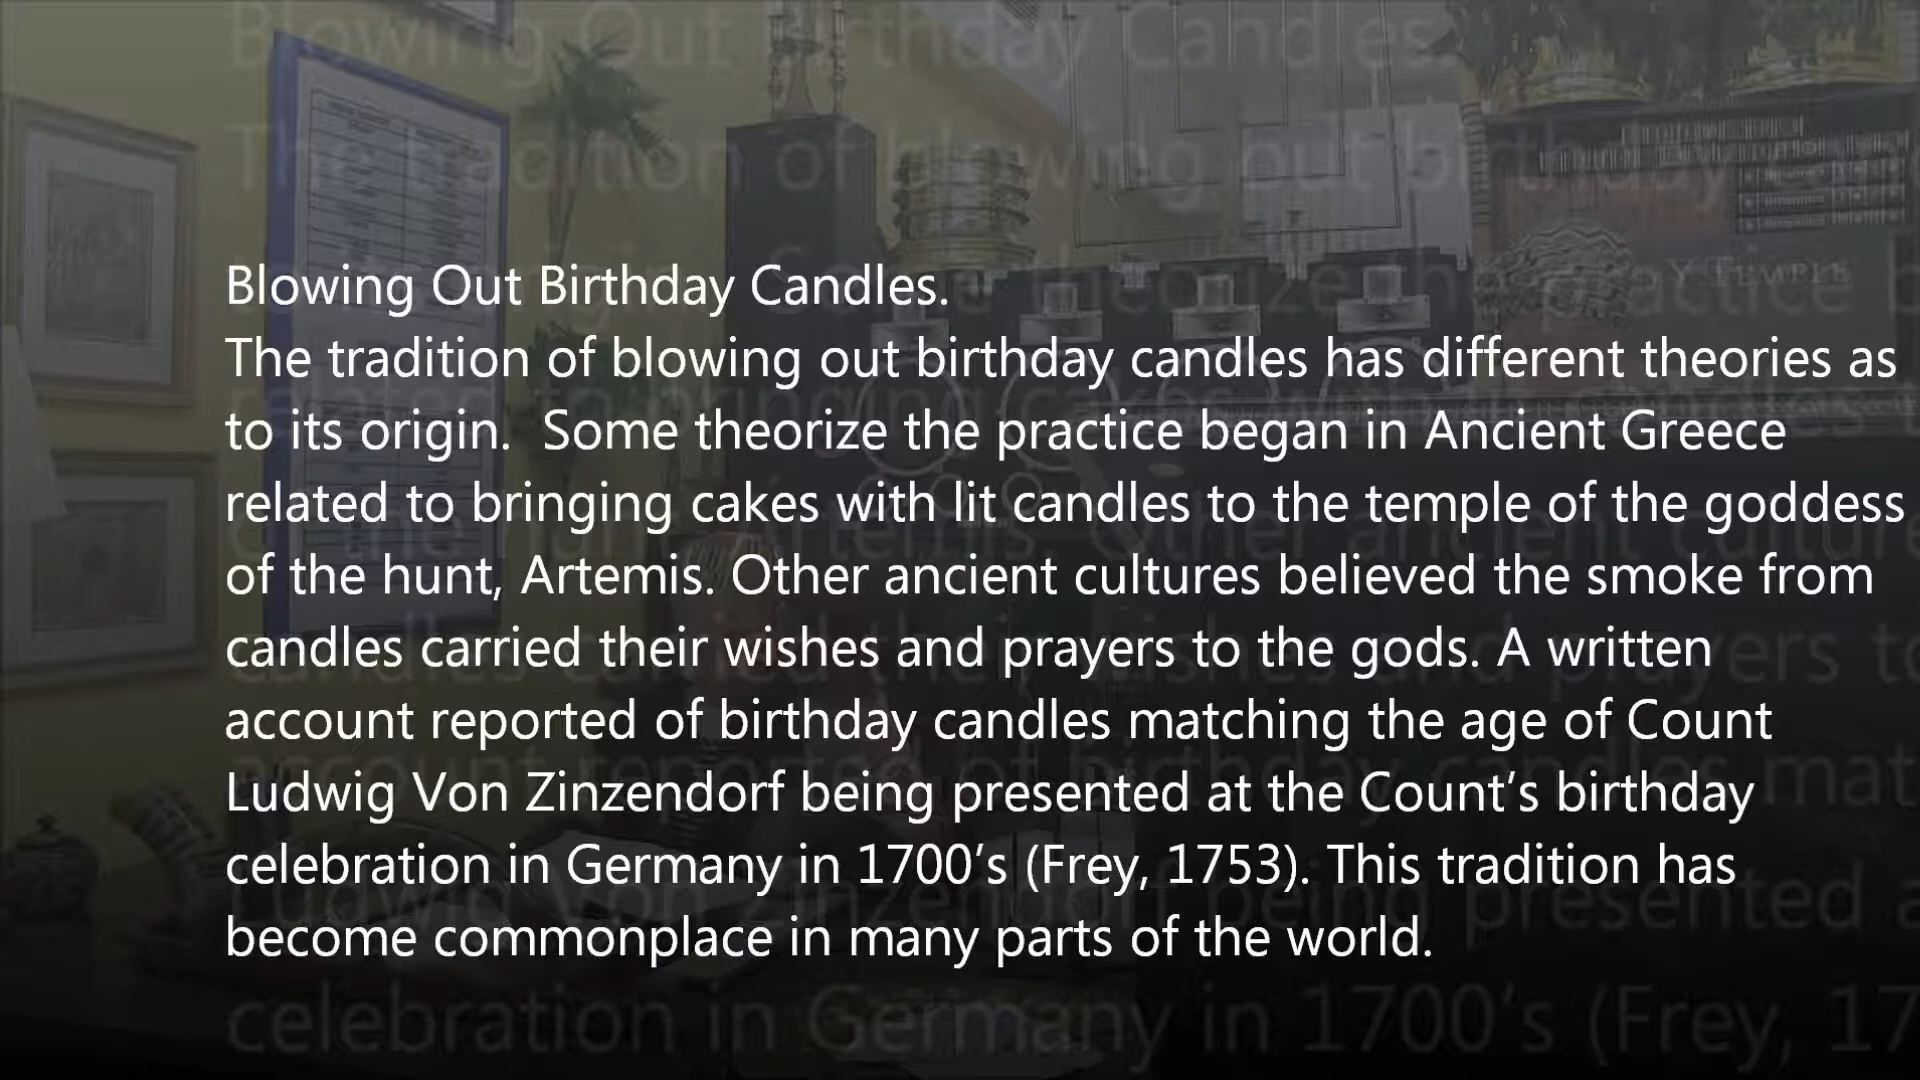 Blowing Out Birthday Candles.
The tradition of blowing out birthday candles has different theories as
to its origin.  Some theorize the practice began in Ancient Greece
related to bringing cakes with lit candles to the temple of the goddess
of the hunt, Artemis. Other ancient cultures believed the smoke from
candles carried their wishes and prayers to the gods. A written
account reported of birthday candles matching the age of Count
Ludwig Von Zinzendorf being presented at the Count’s birthday
celebration in Germany in 1700’s (Frey, 1753). This tradition has
become commonplace in many parts of the world.